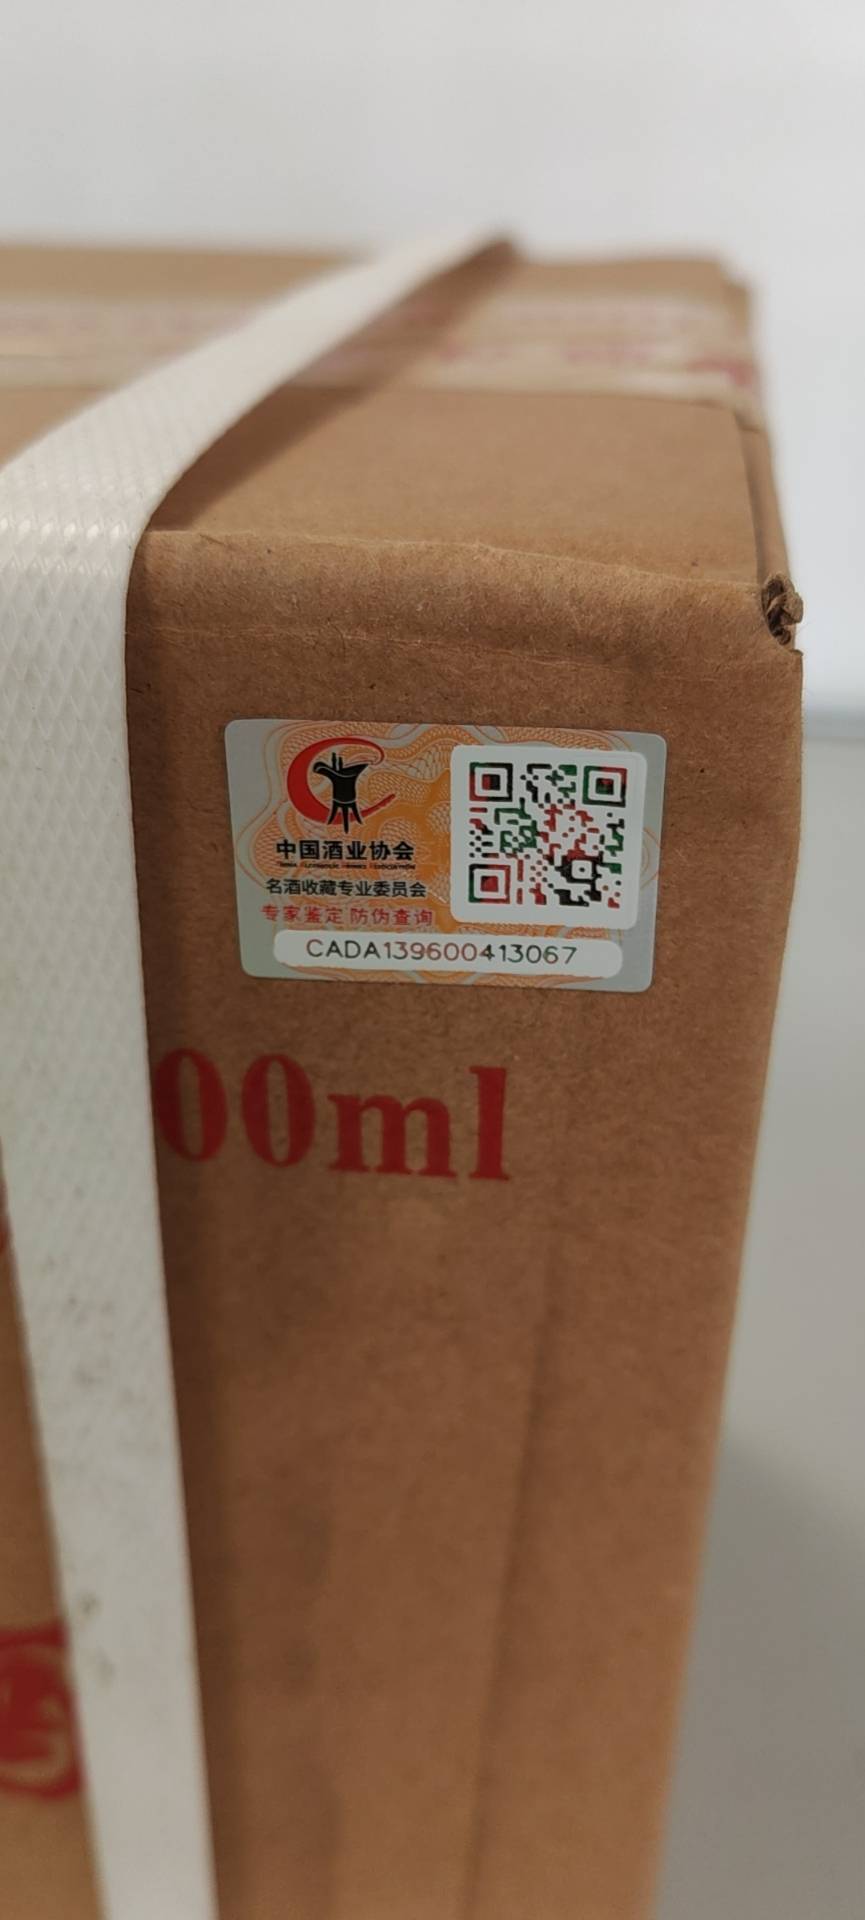 中国酒业协会
名酒收藏专业委员会
专家鉴定 防伪查询
CADA139600413067
00ml